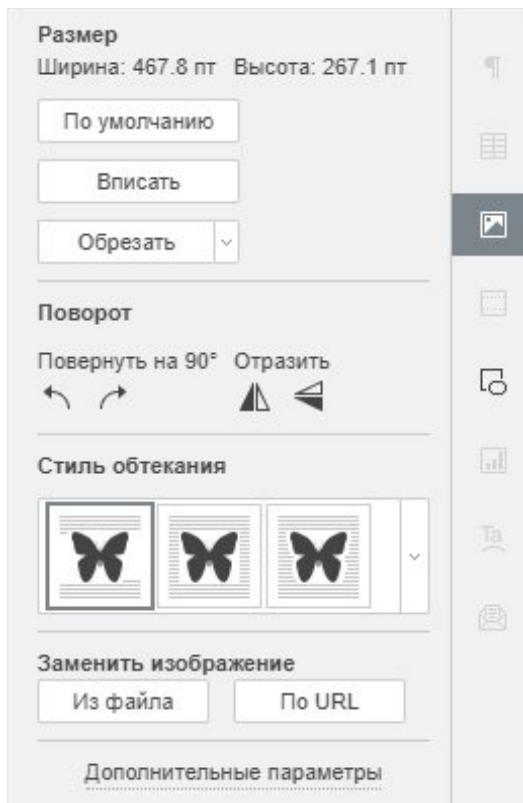 Размер
Ширина: 467.8 пт Высота: 267.1 пт
По умолчанию
Вписать
Обрезать
Поворот
Повернуть на 90° Отразить
Стиль обтекания
Заменить изображение
Из файла По URL
Дополнительные параметры
¶
Ta